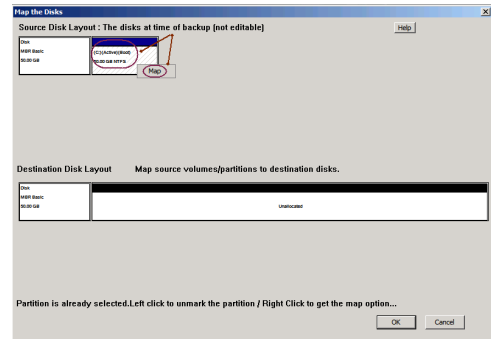 Map the Disks
Source Disk Layout : The disks at time of backup (not editable)
Help
Disk
MBR Basic
50.00 GB
(C:)(Active)(Boot)
50.00 GB NTFS
Map
Destination Disk Layout Map source volumes/partitions to destination disks.
Disk
MBR Basic
50.00 GB
Unallocated
Partition is already selected.Left click to unmark the partition / Right Click to get the map option...
OK
Cancel